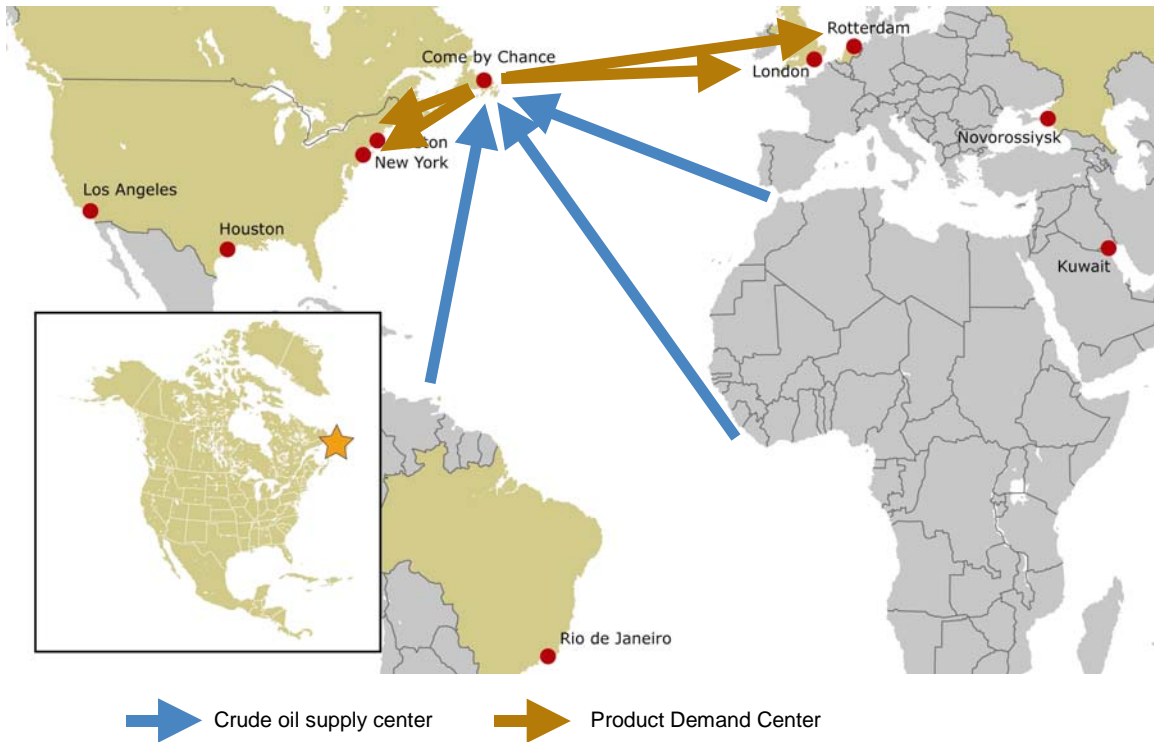 Rotterdam
Come by Chance
London
Novorossiysk
New York
Los Angeles
Houston
Kuwait
Rio de Janeiro
Crude oil supply center
Product Demand Center